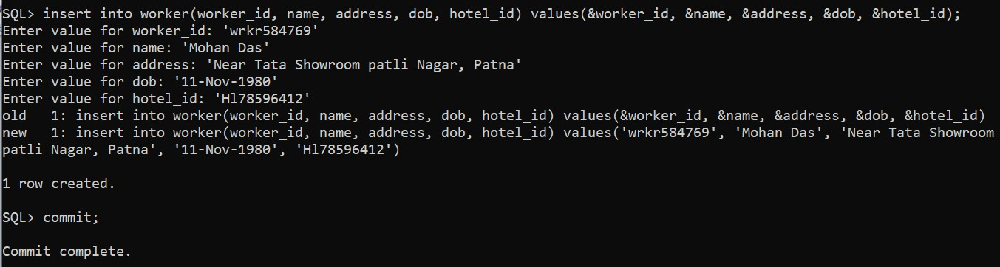 SQL> insert into worker(worker_id, name, address, dob, hotel_id) values(&worker_id, &name, &address, &dob, &hotel_id);
Enter value for worker_id: 'wrkr584769'
Enter value for name: 'Mohan Das'
Enter value for address: 'Near Tata Showroom patli Nagar, Patna'
Enter value for dob: '11-Nov-1980'
Enter value for hotel_id: 'Hl78596412'
old   1: insert into worker(worker_id, name, address, dob, hotel_id) values(&worker_id, &name, &address, &dob, &hotel_id)
new   1: insert into worker(worker_id, name, address, dob, hotel_id) values('wrkr584769', 'Mohan Das', 'Near Tata Showroom
patli Nagar, Patna', '11-Nov-1980', 'Hl78596412')
1 row created.
SQL> commit;
Commit complete.